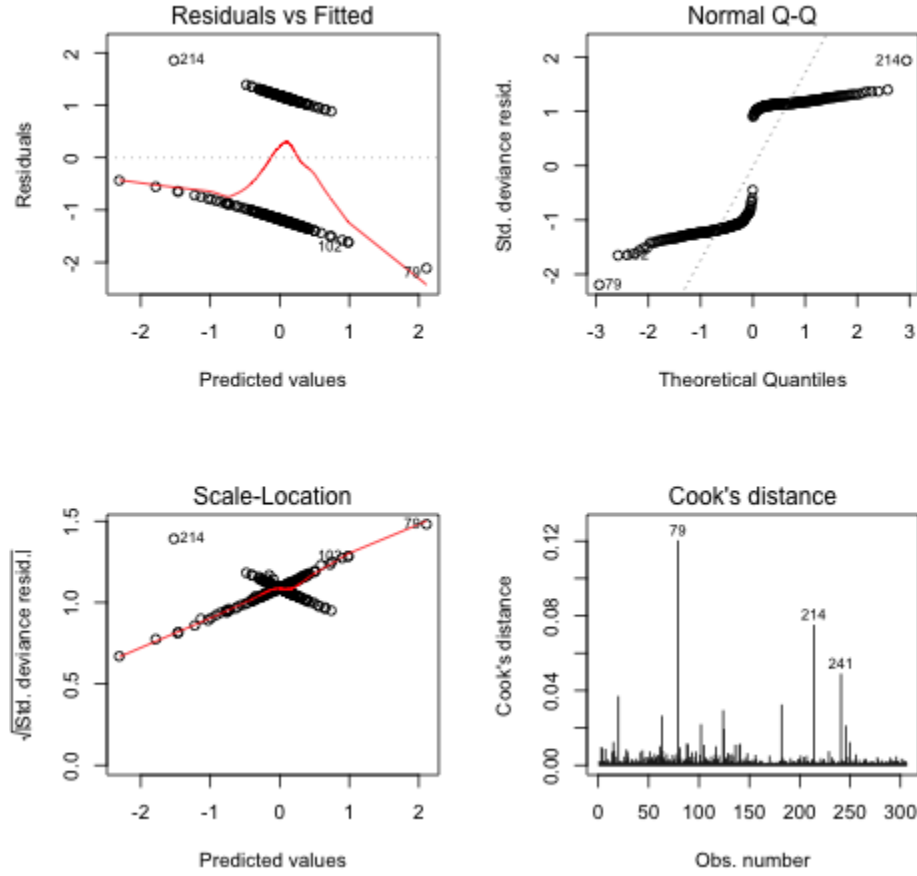 Residuals vs Fitted
Residuals
2
1
0
-1
-2
214
102
79
-2 -1 0 1 2
Predicted values
Normal Q-Q
Std. deviance resid.
2
1
0
-1
-2
214
79
-3 -2 -1 0 1 2 3
Theoretical Quantiles
Scale-Location
√|Std. deviance resid.|
1.5
1.0
0.5
0.0
214
102
79
-2 -1 0 1 2
Predicted values
Cook's distance
Cook's distance
0.12
0.08
0.04
0.00
79
214
241
0 50 100 150 200 250 300
Obs. number